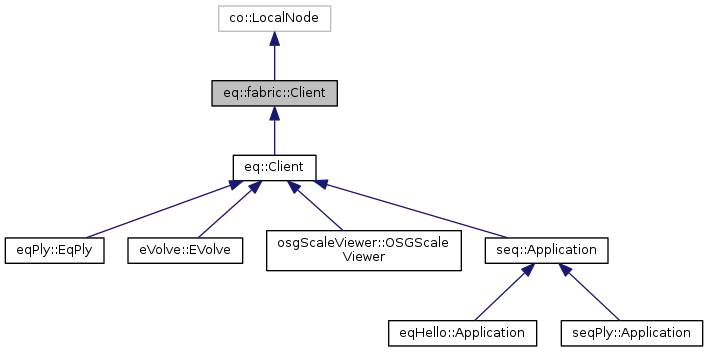 co::LocalNode
eq::fabric::Client
eq::Client
eqPly::EqPly
eVolve::EVolve
osgScaleViewer::OSGScale
Viewer
seq::Application
eqHello::Application
seqPly::Application